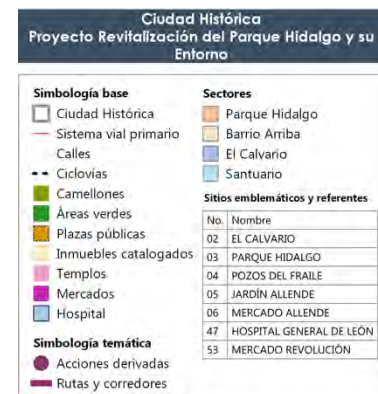 Ciudad Histórica
Proyecto Revitalización del Parque Hidalgo y su
Entorno
Simbología base
Ciudad Histórica
Sistema vial primario
Calles
Ciclovías
Camellones
Áreas verdes
Plazas públicas
Inmuebles catalogados
Templos
Mercados
Hospital
Simbología temática
Acciones derivadas
Rutas y corredores
Sectores
Parque Hidalgo
Barrio Arriba
El Calvario
Santuario
Sitios emblemáticos y referentes
No. Nombre
02 EL CALVARIO
03 PARQUE HIDALGO
04 POZOS DEL FRAILE
05 JARDÍN ALLENDE
06 MERCADO ALLENDE
47 HOSPITAL GENERAL DE LEÓN
53 MERCADO REVOLUCIÓN